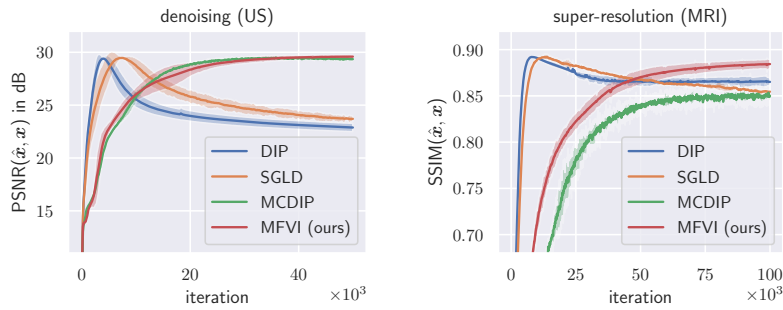 denoising (US)
PSNR(x̂, x) in dB
30
25
20
15
DIP
SGLD
MCDIP
MFVI (ours)
0
20
40
iteration
×10³
super-resolution (MRI)
SSIM(x̂, x)
0.90
0.85
0.80
0.75
0.70
DIP
SGLD
MCDIP
MFVI (ours)
0
25
50
75
100
iteration
×10³